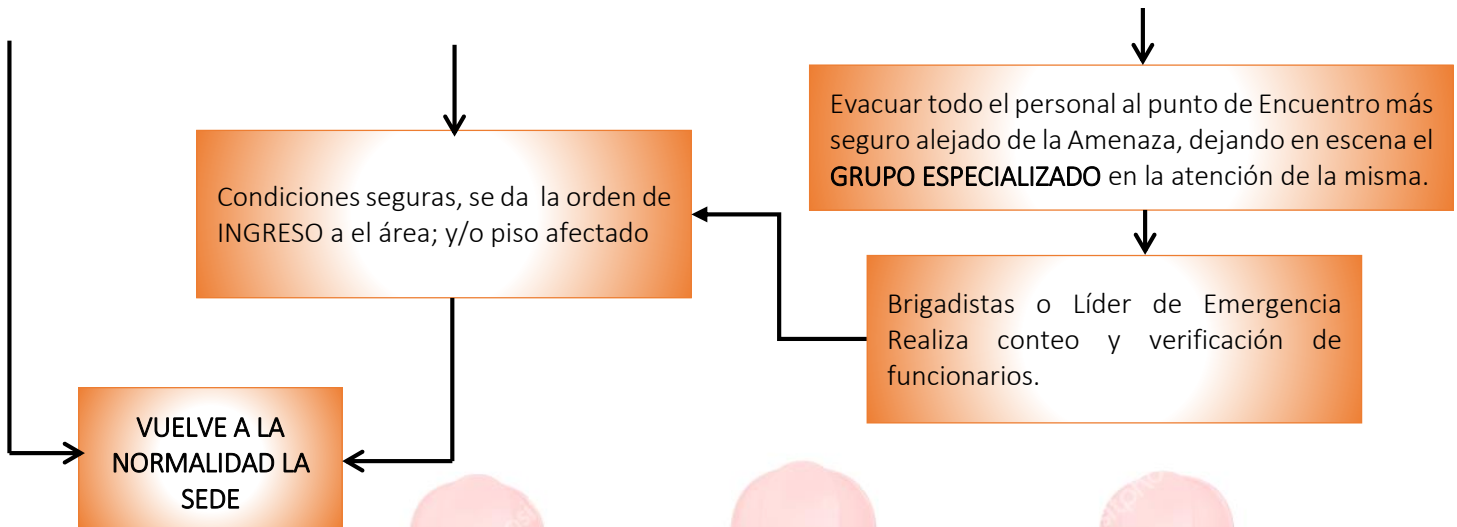 Evacuar todo el personal al punto de Encuentro más
seguro alejado de la Amenaza, dejando en escena el
GRUPO ESPECIALIZADO en la atención de la misma.
Condiciones seguras, se da la orden de
INGRESO a el área; y/o piso afectado
Brigadistas o Líder de Emergencia
Realiza conteo y verificación de
funcionarios.
VUELVE A LA
NORMALIDAD LA
SEDE